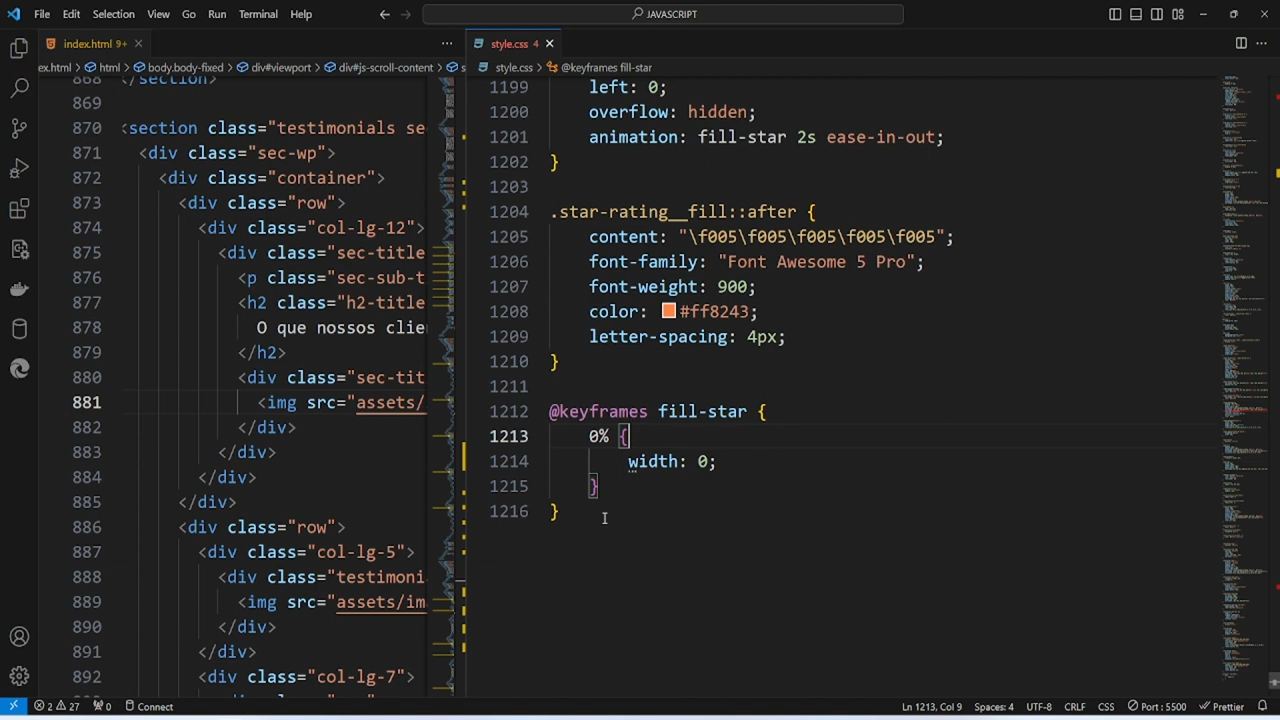 File Edit Selection View Go Run Terminal Help
JAVASCRIPT
index.html 9+
ex.html > html > body.body-fixed > div#viewport > div#js-scroll-content > s
868 </section>
869
870 <section class="testimonials se
871 <div class="sec-wp">
872 <div class="container">
873 <div class="row">
874 <div class="col-lg-12">
875 <div class="sec-title
876 <p class="sec-sub-t
877 <h2 class="h2-title
878 O que nossos clien
879 </h2>
880 <div class="sec-tit
881 <img src="assets/
882 </div>
883 </div>
884 </div>
885 </div>
886 <div class="row">
887 <div class="col-lg-5">
888 <div class="testimonia
889 <img src="assets/im
890 </div>
891 </div>
892 <div class="col-lg-7">
style.css 4
style.css > @keyframes fill-star
1199 left: 0;
1200 overflow: hidden;
1201 animation: fill-star 2s ease-in-out;
1202 }
1203
1204 .star-rating__fill::after {
1205 content: "\f005\f005\f005\f005\f005";
1206 font-family: "Font Awesome 5 Pro";
1207 font-weight: 900;
1208 color: #ff8243;
1209 letter-spacing: 4px;
1210 }
1211
1212 @keyframes fill-star {
1213 0% {
1214 width: 0;
1215 }
1216 }
2 27 0 Connect
Ln 1213, Col 9 Spaces: 4 UTF-8 CRLF CSS Port : 5500 Prettier